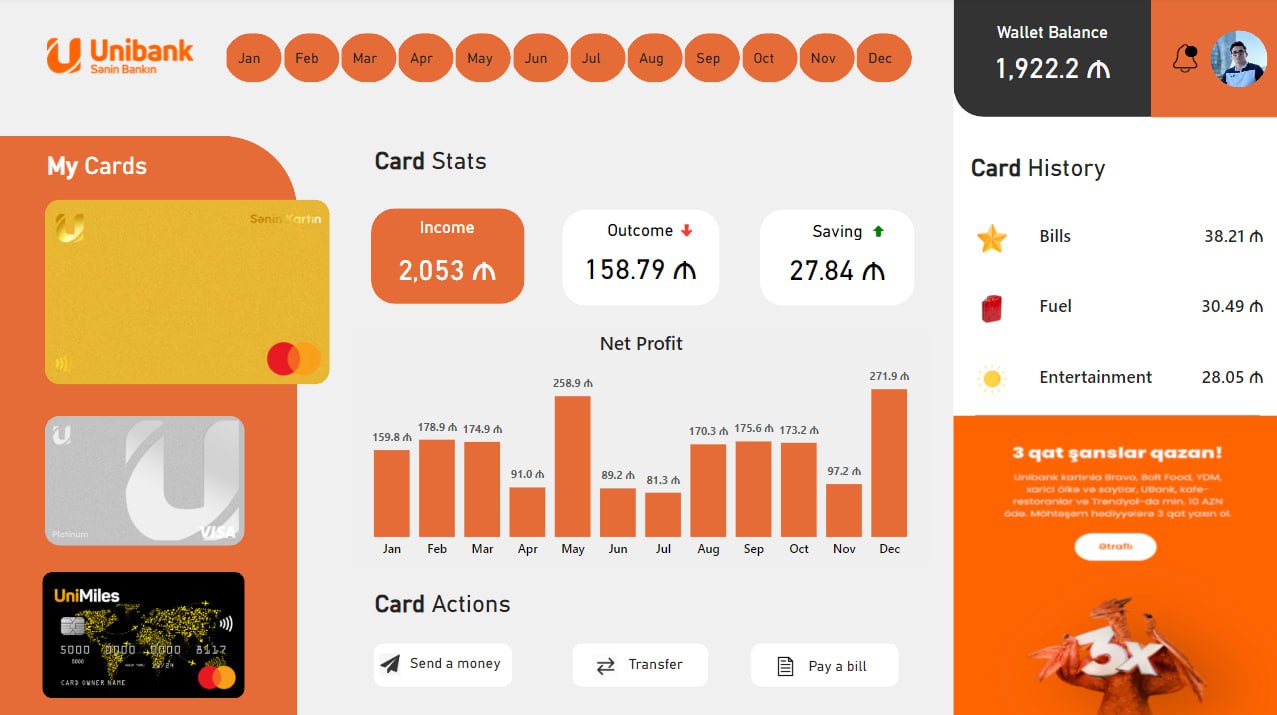 Unibank
Sənin Bankın
Jan
Feb
Mar
Apr
May
Jun
Jul
Aug
Sep
Oct
Nov
Dec
Wallet Balance
1,922.2 ₼
My Cards
Sənin Kartın
Platinum
VISA
UniMiles
5000 0000 0000 8117
5000
CARD OWNER NAME
Card Stats
Income
2,053 ₼
Outcome
158.79 ₼
Saving
27.84 ₼
Net Profit
159.8 ₼
178.9 ₼
174.9 ₼
91.0 ₼
258.9 ₼
89.2 ₼
81.3 ₼
170.3 ₼
175.6 ₼
173.2 ₼
97.2 ₼
271.9 ₼
Jan
Feb
Mar
Apr
May
Jun
Jul
Aug
Sep
Oct
Nov
Dec
Card Actions
Send a money
Transfer
Pay a bill
Card History
Bills 38.21 ₼
Fuel 30.49 ₼
Entertainment 28.05 ₼
3 qat şanslar qazan!
Unibank kartınla Bravo, Bolt Food, YDM,
xarici ölkə və saytlar, UBank, kafe-
restoranlar və Trendyol-da min. 10 AZN
ödə. Möhtəşəm hədiyyələrə 3 qat yaxın ol.
Ətraflı
3x